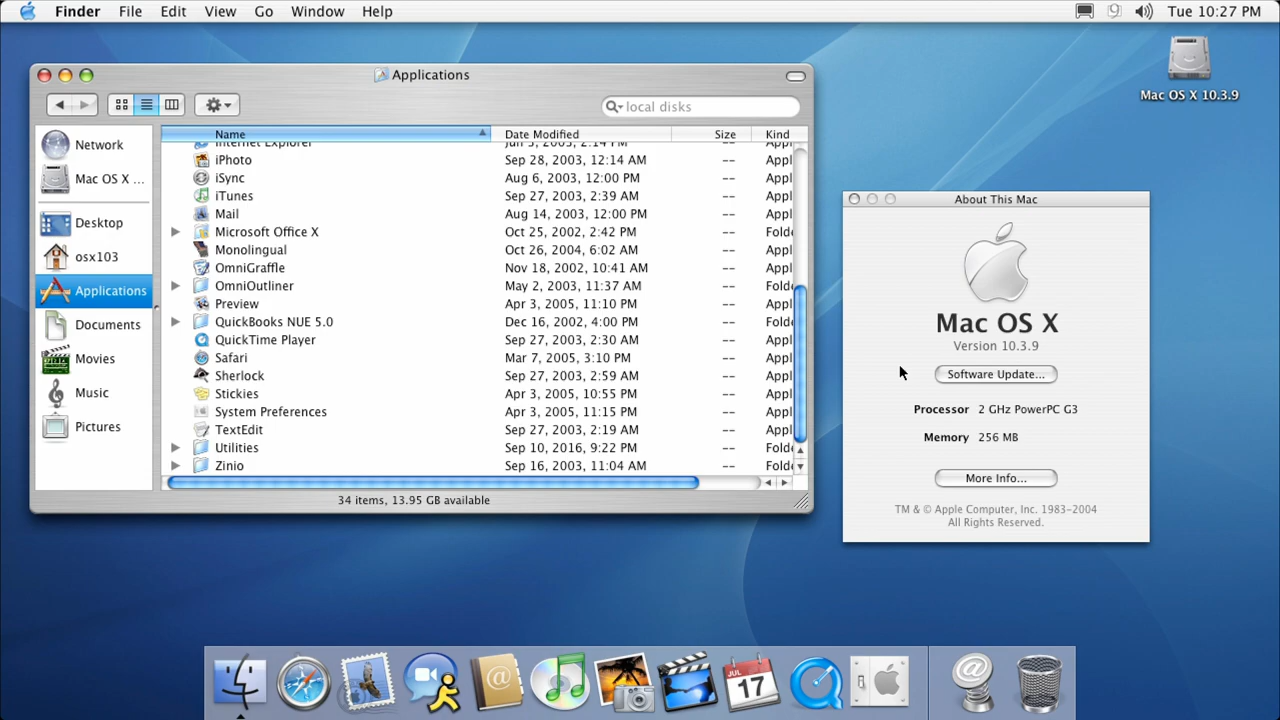 Finder File Edit View Go Window Help
Tue 10:27 PM
Mac OS X 10.3.9
Applications
local disks
Network
Mac OS X ...
Desktop
osx103
Applications
Documents
Movies
Music
Pictures
Name Date Modified Size Kind
Internet Explorer Jun 3, 2003, 2:14 PM -- Appl
iPhoto Sep 28, 2003, 12:14 AM -- Appl
iSync Aug 6, 2003, 12:00 PM -- Appl
iTunes Sep 27, 2003, 2:39 AM -- Appl
Mail Aug 14, 2003, 12:00 PM -- Appl
Microsoft Office X Oct 25, 2002, 2:42 PM -- Folde
Monolingual Oct 26, 2004, 6:02 AM -- Appl
OmniGraffle Nov 18, 2002, 10:41 AM -- Appl
OmniOutliner May 2, 2003, 11:37 AM -- Folde
Preview Apr 3, 2005, 11:10 PM -- Appl
QuickBooks NUE 5.0 Dec 16, 2002, 4:00 PM -- Folde
QuickTime Player Sep 27, 2003, 2:30 AM -- Appl
Safari Mar 7, 2005, 3:10 PM -- Appl
Sherlock Sep 27, 2003, 2:59 AM -- Appl
Stickies Apr 3, 2005, 10:55 PM -- Appl
System Preferences Apr 3, 2005, 11:15 PM -- Appl
TextEdit Sep 27, 2003, 2:19 AM -- Appl
Utilities Sep 10, 2016, 9:22 PM -- Folde
Zinio Sep 16, 2003, 11:04 AM -- Folde
34 items, 13.95 GB available
About This Mac
Mac OS X
Version 10.3.9
Software Update...
Processor 2 GHz PowerPC G3
Memory 256 MB
More Info...
TM & © Apple Computer, Inc. 1983-2004
All Rights Reserved.
JUL
17